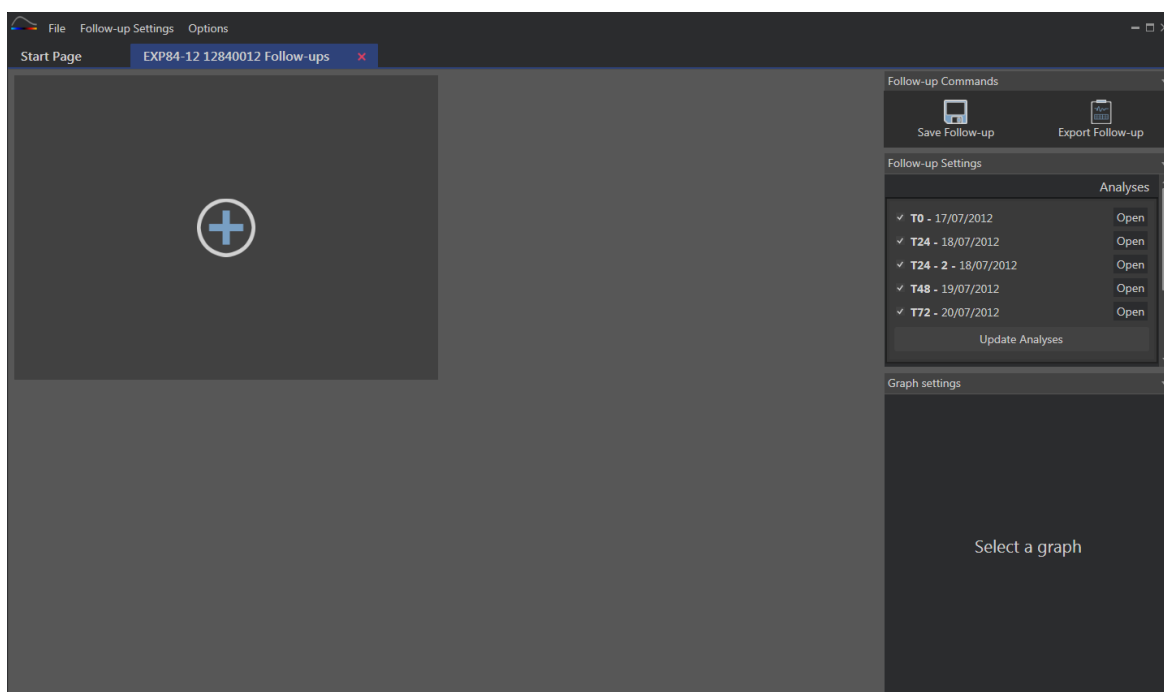 File Follow-up Settings Options
Start Page EXP84-12 12840012 Follow-ups
Follow-up Commands
Save Follow-up Export Follow-up
Follow-up Settings
Analyses
T0 - 17/07/2012 Open
T24 - 18/07/2012 Open
T24 - 2 - 18/07/2012 Open
T48 - 19/07/2012 Open
T72 - 20/07/2012 Open
Update Analyses
Graph settings
Select a graph